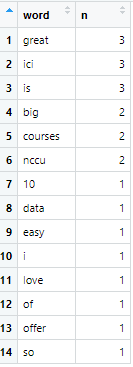 word n
1 great 3
2 ici 3
3 is 3
4 big 2
5 courses 2
6 nccu 2
7 10 1
8 data 1
9 easy 1
10 i 1
11 love 1
12 of 1
13 offer 1
14 so 1